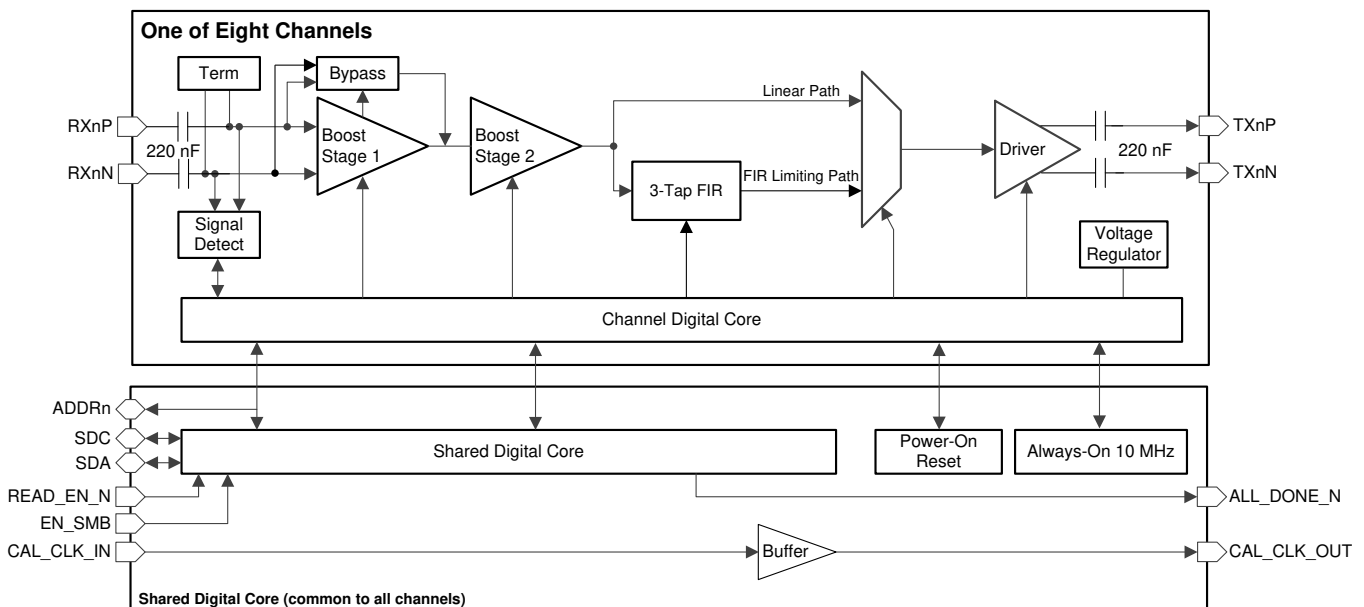 One of Eight Channels
Term
Bypass
RXnP
RXnN
220 nF
Boost
Stage 1
Boost
Stage 2
Linear Path
3-Tap FIR
FIR Limiting Path
Driver
220 nF
TXnP
TXnN
Signal
Detect
Voltage
Regulator
Channel Digital Core
ADDRn
SDC
SDA
READ_EN_N
EN_SMB
CAL_CLK_IN
Shared Digital Core
Power-On
Reset
Always-On 10 MHz
ALL_DONE_N
Buffer
CAL_CLK_OUT
Shared Digital Core (common to all channels)